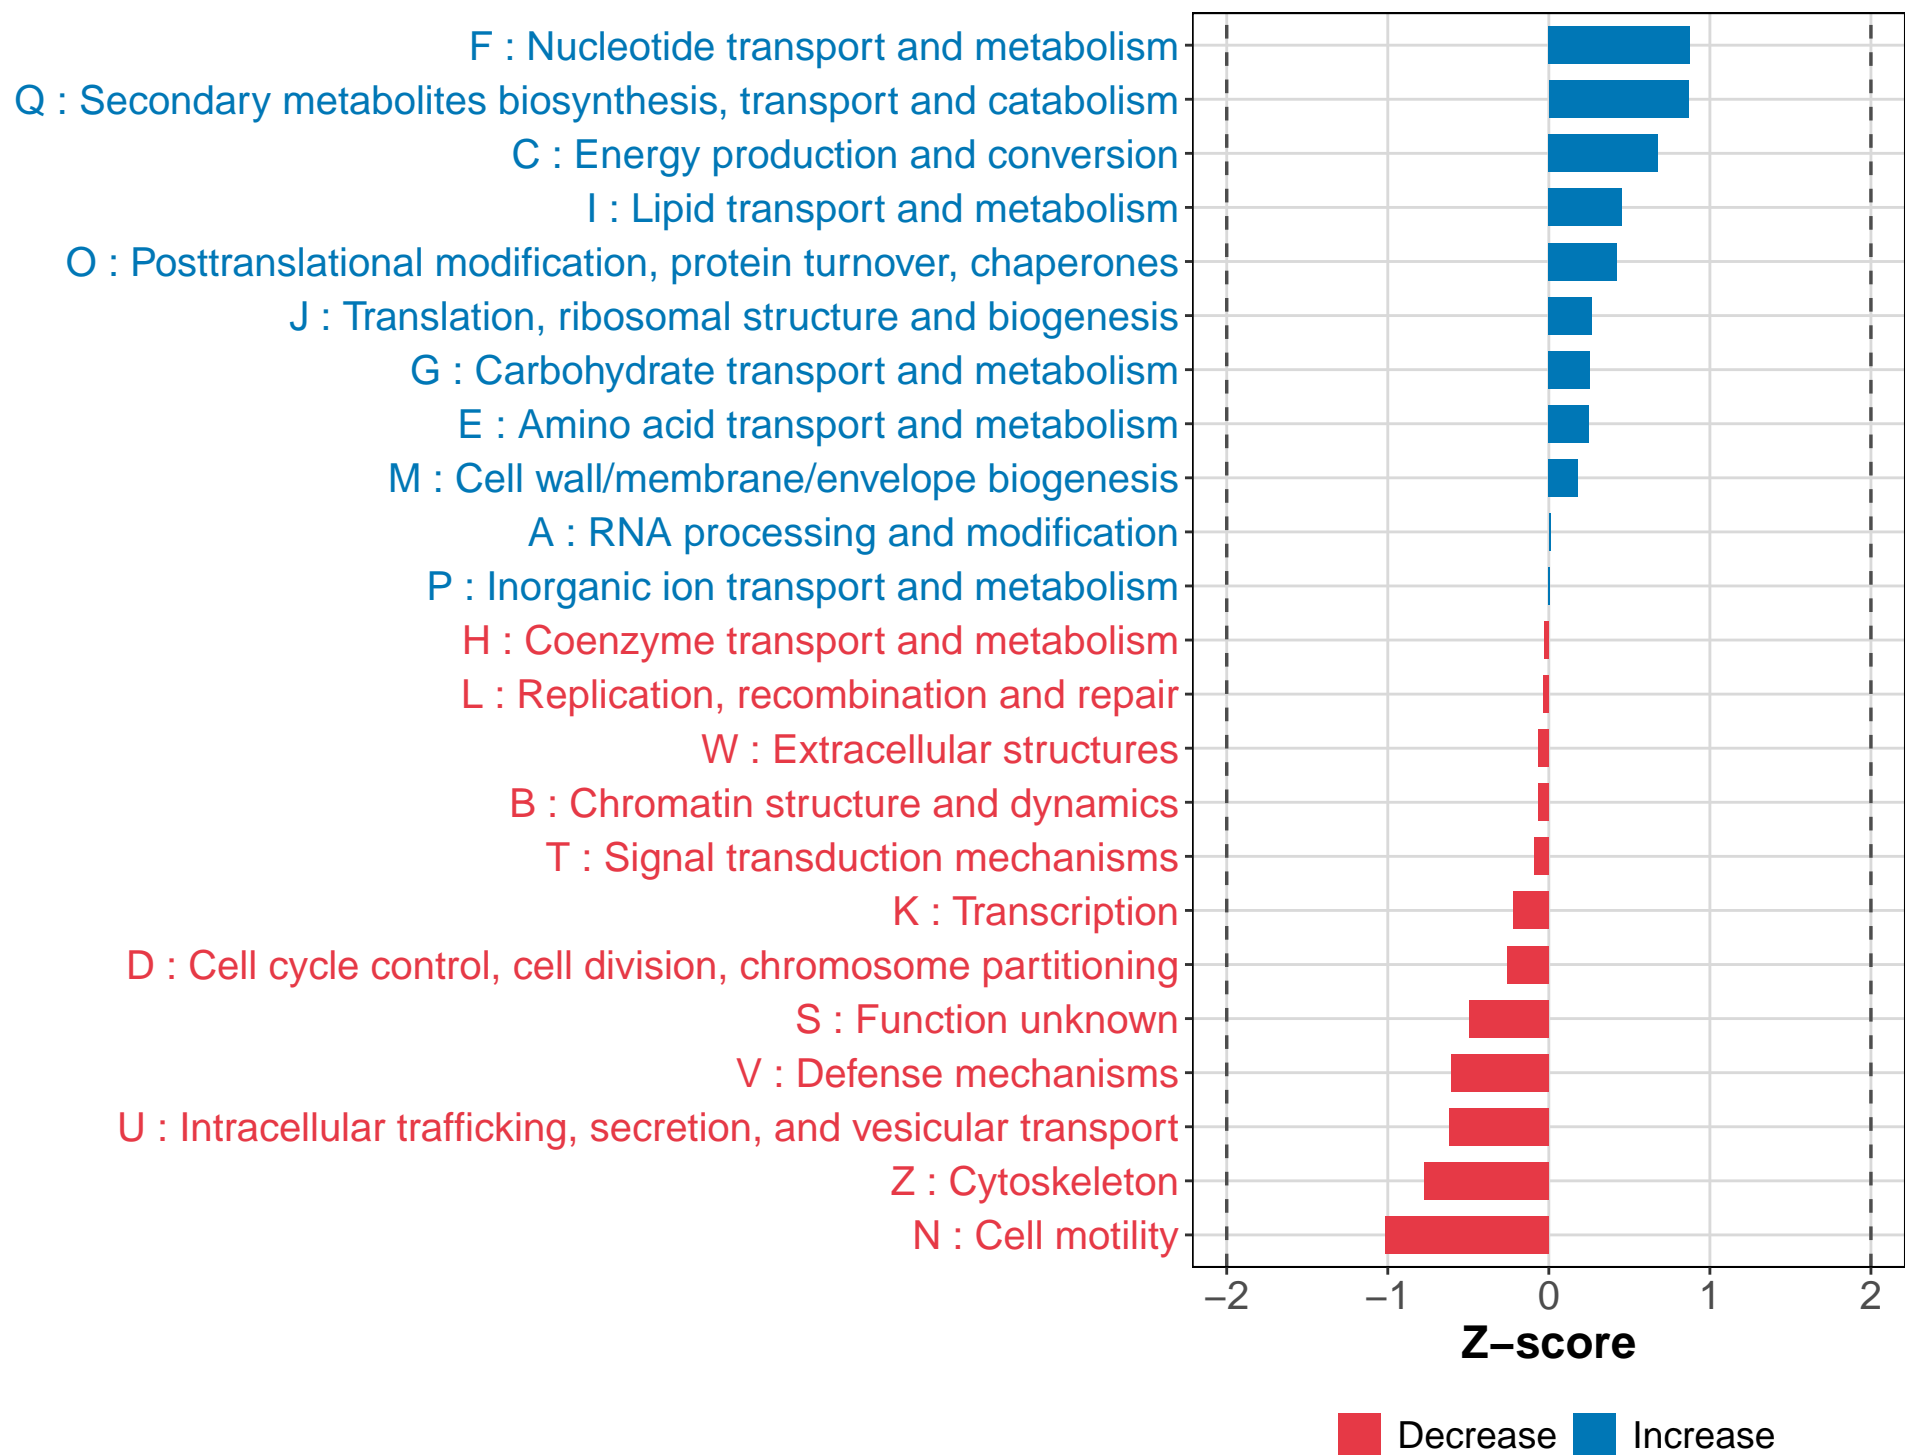 F : Nucleotide transport and metabolism
Q : Secondary metabolites biosynthesis, transport and catabolism
C : Energy production and conversion
I : Lipid transport and metabolism
O : Posttranslational modification, protein turnover, chaperones
J : Translation, ribosomal structure and biogenesis
G : Carbohydrate transport and metabolism
E : Amino acid transport and metabolism
M : Cell wall/membrane/envelope biogenesis
A : RNA processing and modification
P : Inorganic ion transport and metabolism
H : Coenzyme transport and metabolism
L : Replication, recombination and repair
W : Extracellular structures
B : Chromatin structure and dynamics
T : Signal transduction mechanisms
K : Transcription
D : Cell cycle control, cell division, chromosome partitioning
S : Function unknown
V : Defense mechanisms
U : Intracellular trafficking, secretion, and vesicular transport
Z : Cytoskeleton
N : Cell motility
−2 −1 0 1 2
Z−score
Decrease Increase